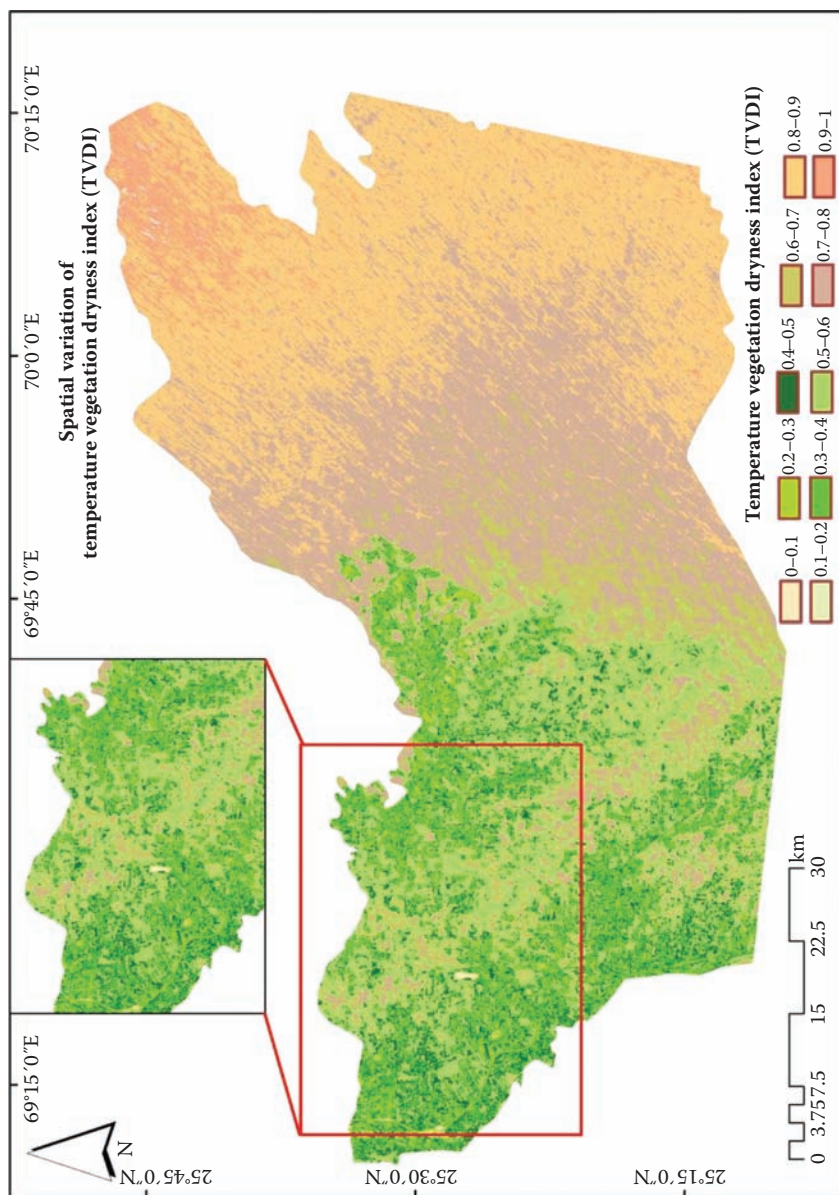 Spatial variation of
temperature vegetation dryness index (TVDI)
69°15´0˝E
69°45´0˝E
70°0´0˝E
70°15´0˝E
25°45´0˝N
25°30´0˝N
25°15´0˝N
N
0 3.757.5 15 22.5 30
km
Temperature vegetation dryness index (TVDI)
0–0.1 0.2–0.3 0.4–0.5 0.6–0.7 0.8–0.9
0.1–0.2 0.3–0.4 0.5–0.6 0.7–0.8 0.9–1